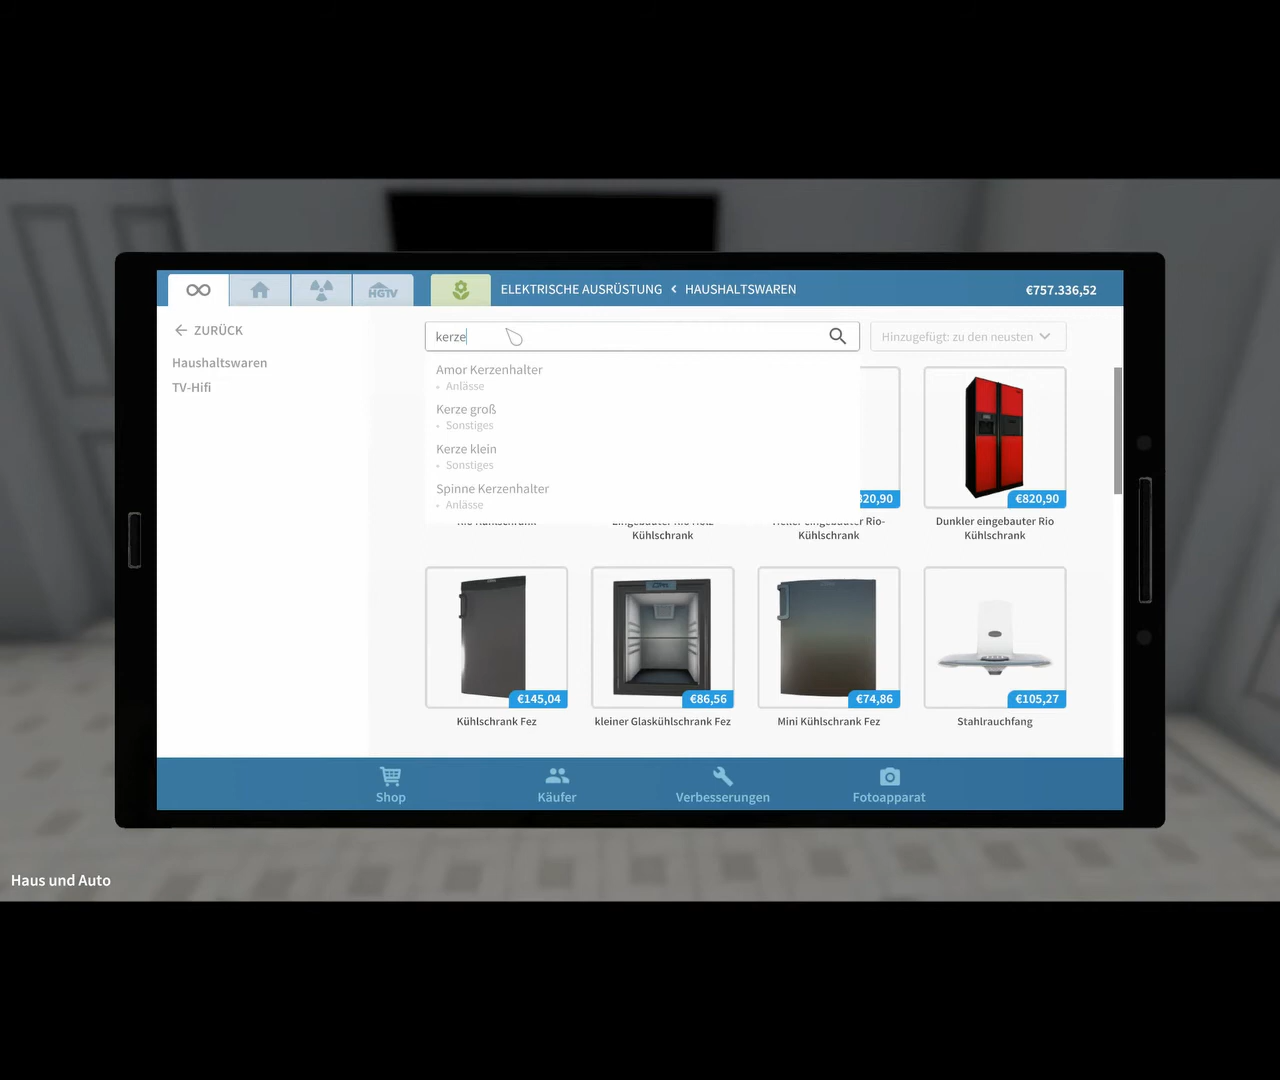 HGTV
ELEKTRISCHE AUSRÜSTUNG < HAUSHALTSWAREN
€757.336,52
ZURÜCK
kerze
Hinzugefügt: zu den neusten
Haushaltswaren
TV-Hifi
Amor Kerzenhalter
Anlässe
Kerze groß
Sonstiges
Kerze klein
Sonstiges
Spinne Kerzenhalter
Anlässe
20,90
€820,90
Kühlschrank
Kühlschrank
Dunkler eingebauter Rio
Kühlschrank
€145,04
€86,56
€74,86
€105,27
Kühlschrank Fez
kleiner Glaskühlschrank Fez
Mini Kühlschrank Fez
Stahlrauchfang
Shop
Käufer
Verbesserungen
Fotoapparat
Haus und Auto